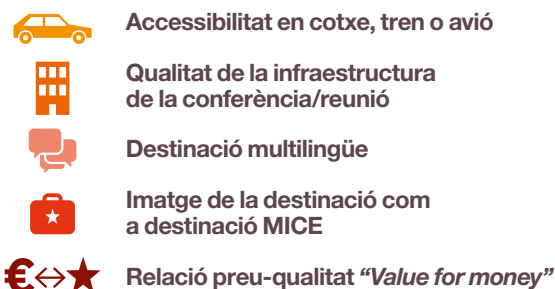 Accessibilitat en cotxe, tren o avió
Qualitat de la infraestructura
de la conferència/reunió
Destinació multilingüe
Imatge de la destinació com
a destinació MICE
€↔★ Relació preu-qualitat “Value for money”